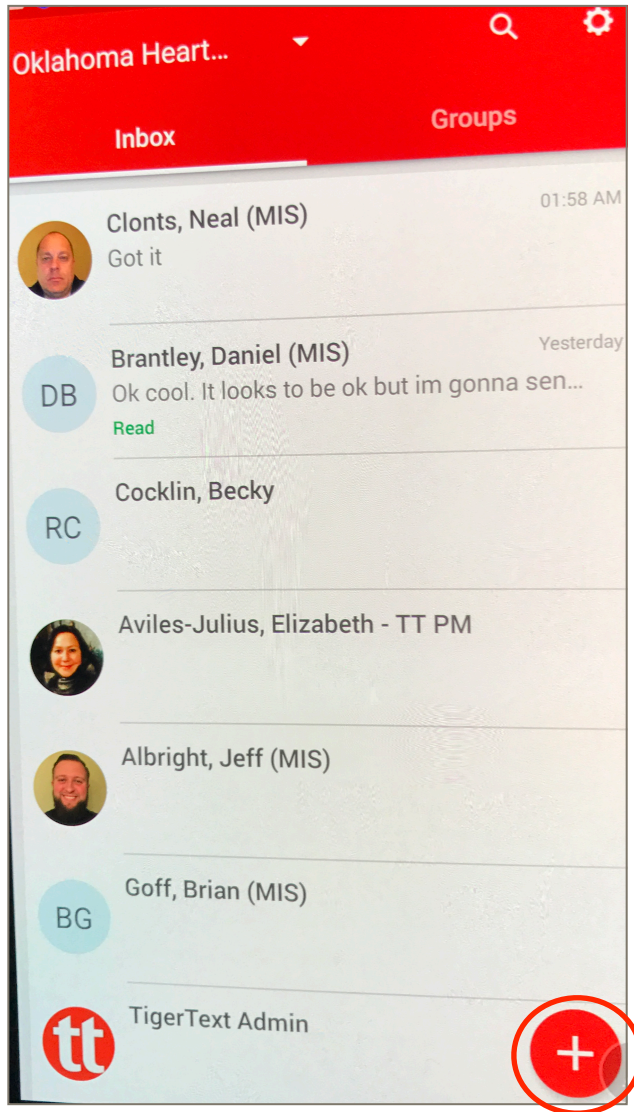 Oklahoma Heart...
Inbox
Groups
Clonts, Neal (MIS)
01:58 AM
Got it
Brantley, Daniel (MIS)
Yesterday
DB
Ok cool. It looks to be ok but im gonna sen...
Read
Cocklin, Becky
RC
Aviles-Julius, Elizabeth - TT PM
Albright, Jeff (MIS)
Goff, Brian (MIS)
BG
TigerText Admin
tt
+